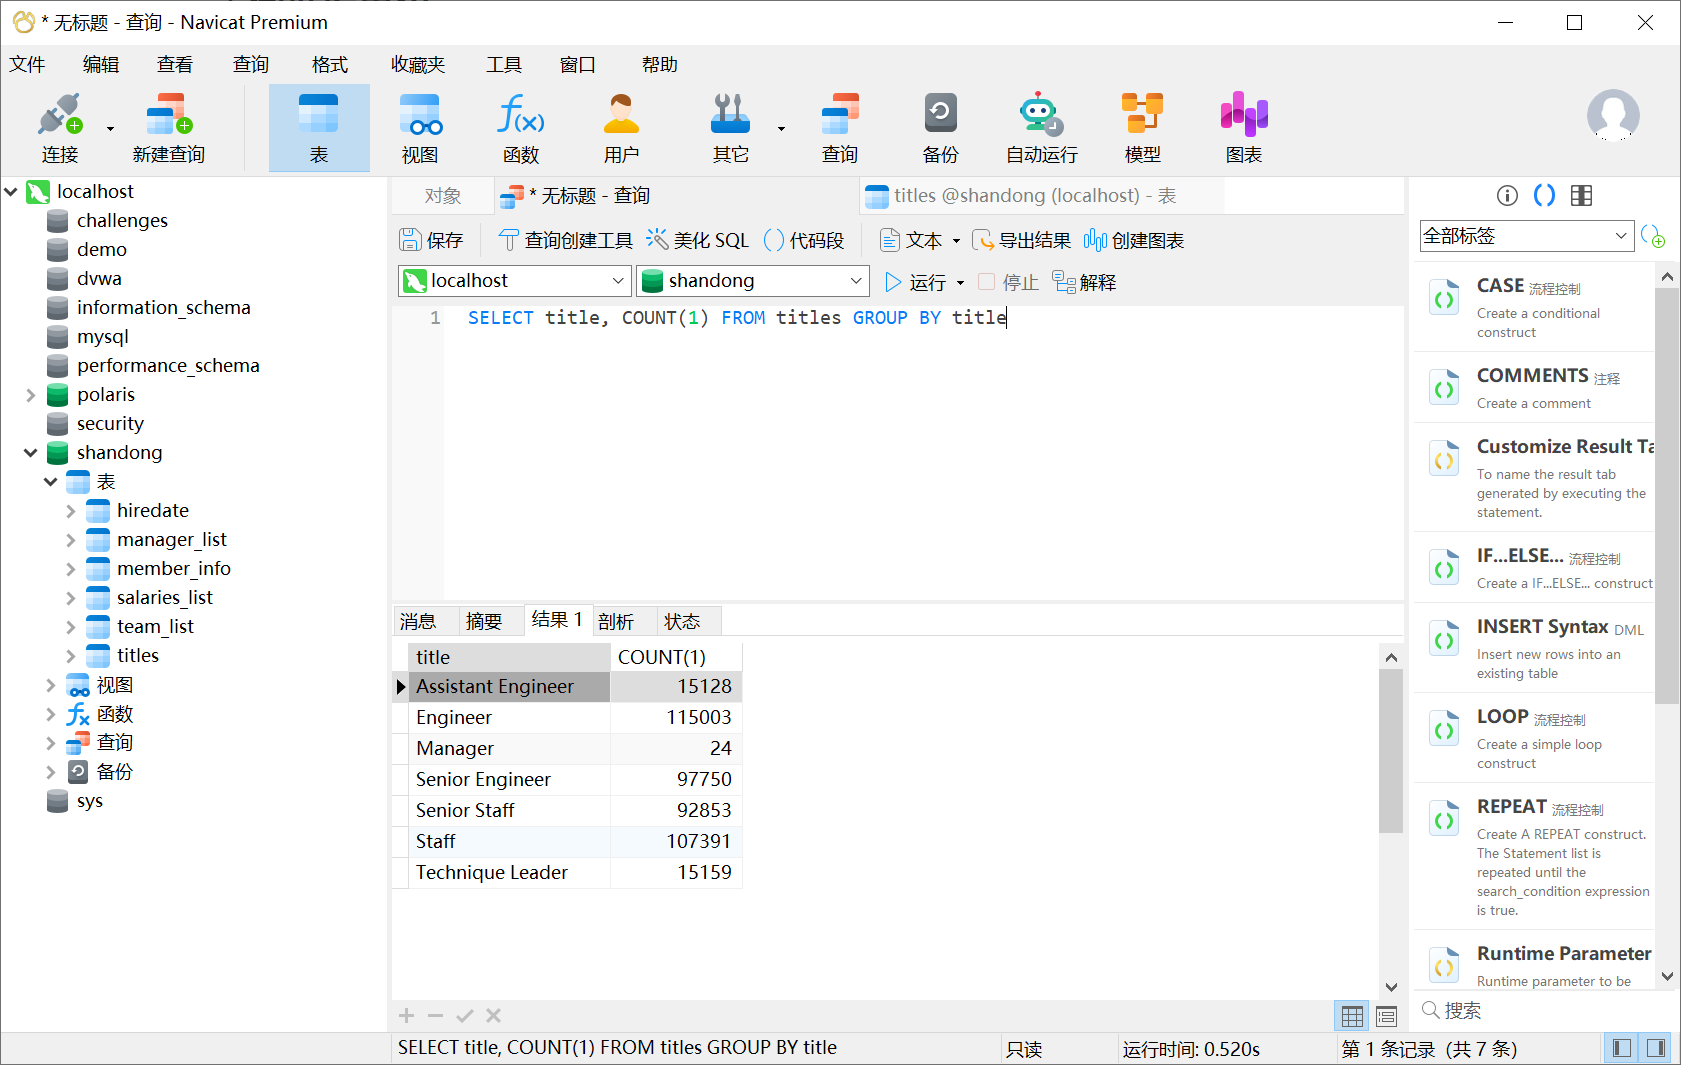 * 无标题 - 查询 - Navicat Premium
文件 编辑 查看 查询 格式 收藏夹 工具 窗口 帮助
连接 新建查询 表 视图 函数 用户 其它 查询 备份 自动运行 模型 图表
localhost
challenges
demo
dvwa
information_schema
mysql
performance_schema
polaris
security
shandong
表
hiredate
manager_list
member_info
salaries_list
team_list
titles
视图
函数
查询
备份
sys
对象 * 无标题 - 查询 titles @shandong (localhost) - 表
保存 查询创建工具 美化 SQL 代码段 文本 导出结果 创建图表
localhost shandong 运行 停止 解释
1 SELECT title, COUNT(1) FROM titles GROUP BY title
消息 摘要 结果 1 剖析 状态
title COUNT(1)
Assistant Engineer 15128
Engineer 115003
Manager 24
Senior Engineer 97750
Senior Staff 92853
Staff 107391
Technique Leader 15159
全部标签
CASE 流程控制
Create a conditional
construct
COMMENTS 注释
Create a comment
Customize Result Ta
To name the result tab
generated by executing the
statement.
IF...ELSE... 流程控制
Create a IF...ELSE... construct
INSERT Syntax DML
Insert new rows into an
existing table
LOOP 流程控制
Create a simple loop
construct
REPEAT 流程控制
Create A REPEAT construct.
The Statement list is
repeated until the
search_condition expression
is true.
Runtime Parameter
Runtime parameter to be
搜索
SELECT title, COUNT(1) FROM titles GROUP BY title 只读 运行时间: 0.520s 第 1 条记录 (共 7 条)